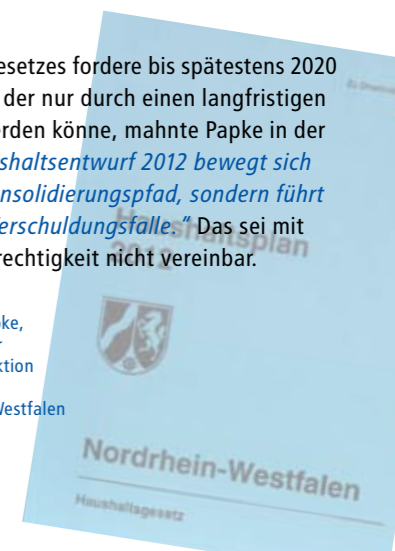 esetzes fordere bis spätestens 2020
der nur durch einen langfristigen
rden könne, mahnte Papke in der
shaltsentwurf 2012 bewegt sich
nsolidierungspfad, sondern führt
erschuldungsfalle.“ Das sei mit
rechtigkeit nicht vereinbar.
Haushaltsplan
2012
ke,
ktion
Westfalen
Nordrhein-Westfalen
Haushaltsgesetz